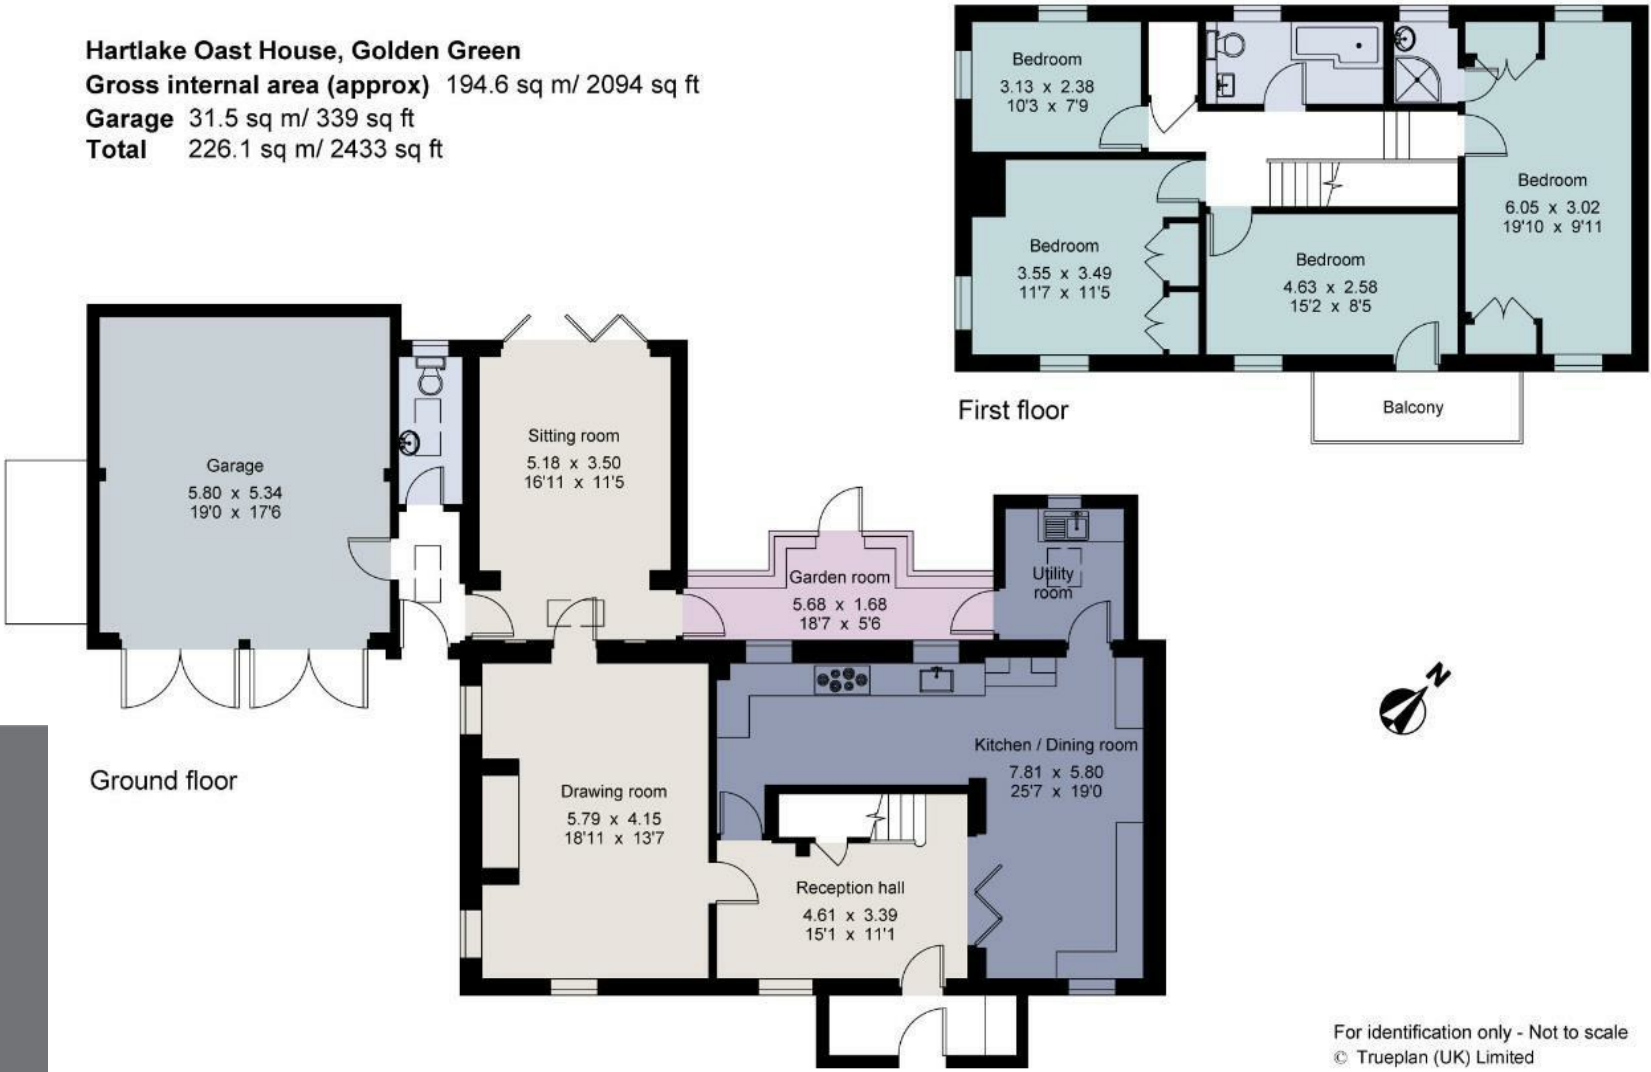 Hartlake Oast House, Golden Green
Gross internal area (approx) 194.6 sq m/ 2094 sq ft
Garage 31.5 sq m/ 339 sq ft
Total 226.1 sq m/ 2433 sq ft
Bedroom
3.13 x 2.38
10'3 x 7'9
Bedroom
6.05 x 3.02
19'10 x 9'11
Bedroom
3.55 x 3.49
11'7 x 11'5
Bedroom
4.63 x 2.58
15'2 x 8'5
Balcony
First floor
Garage
5.80 x 5.34
19'0 x 17'6
Sitting room
5.18 x 3.50
16'11 x 11'5
Garden room
5.68 x 1.68
18'7 x 5'6
Utility
room
Kitchen / Dining room
7.81 x 5.80
25'7 x 19'0
Drawing room
5.79 x 4.15
18'11 x 13'7
Reception hall
4.61 x 3.39
15'1 x 11'1
Ground floor
N
For identification only - Not to scale
© Trueplan (UK) Limited